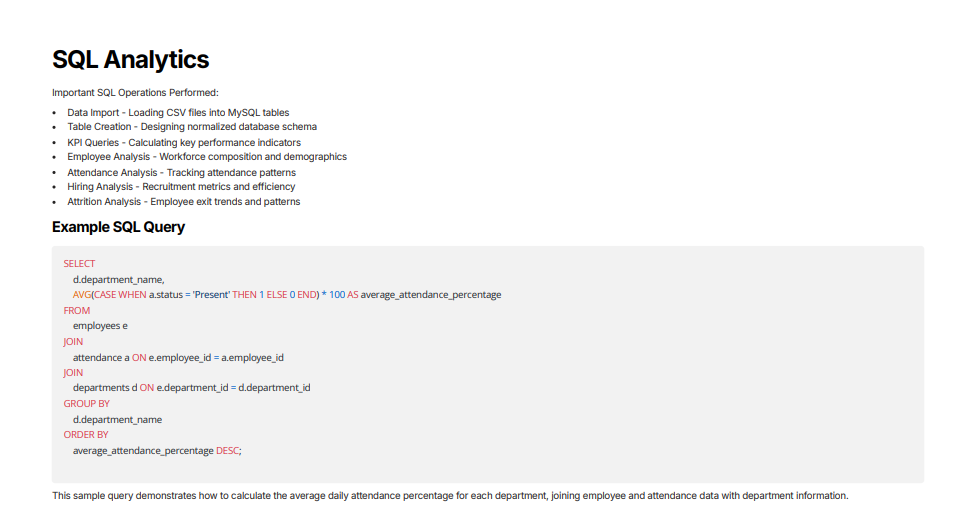 SQL Analytics
Important SQL Operations Performed:
• Data Import - Loading CSV files into MySQL tables
• Table Creation - Designing normalized database schema
• KPI Queries - Calculating key performance indicators
• Employee Analysis - Workforce composition and demographics
• Attendance Analysis - Tracking attendance patterns
• Hiring Analysis - Recruitment metrics and efficiency
• Attrition Analysis - Employee exit trends and patterns
Example SQL Query
SELECT
d.department_name,
AVG(CASE WHEN a.status = 'Present' THEN 1 ELSE 0 END) * 100 AS average_attendance_percentage
FROM
employees e
JOIN
attendance a ON e.employee_id = a.employee_id
JOIN
departments d ON e.department_id = d.department_id
GROUP BY
d.department_name
ORDER BY
average_attendance_percentage DESC;
This sample query demonstrates how to calculate the average daily attendance percentage for each department, joining employee and attendance data with department information.